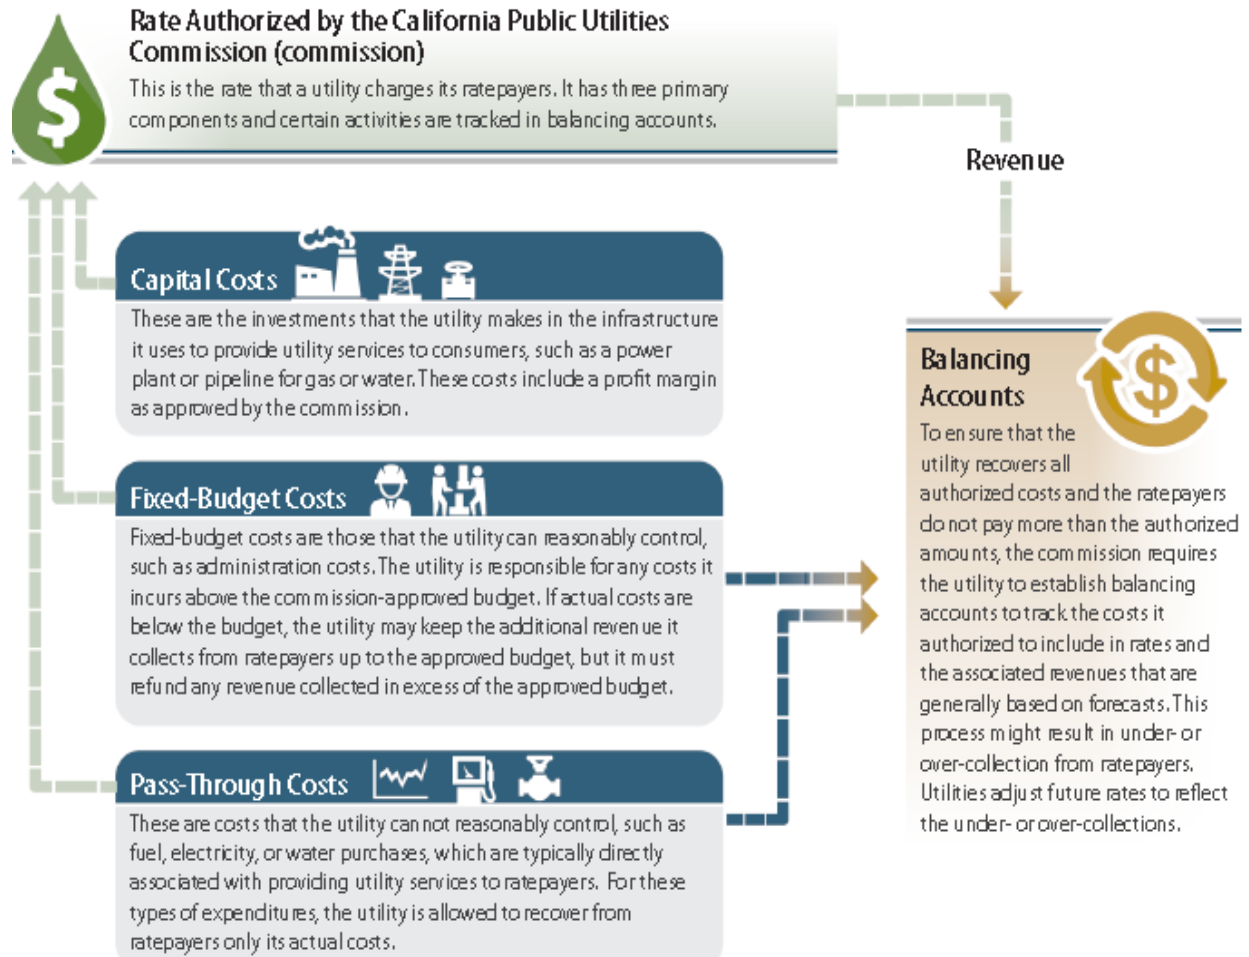 Rate Authorized by the California Public Utilities
Commission (commission)
This is the rate that a utility charges its ratepayers. It has three primary
components and certain activities are tracked in balancing accounts.
Revenue
Capital Costs
These are the investments that the utility makes in the infrastructure
it uses to provide utility services to consumers, such as a power
plant or pipeline for gas or water. These costs include a profit margin
as approved by the commission.
Fixed-Budget Costs
Fixed-budget costs are those that the utility can reasonably control,
such as administration costs. The utility is responsible for any costs it
incurs above the commission-approved budget. If actual costs are
below the budget, the utility may keep the additional revenue it
collects from ratepayers up to the approved budget, but it must
refund any revenue collected in excess of the approved budget.
Pass-Through Costs
These are costs that the utility cannot reasonably control, such as
fuel, electricity, or water purchases, which are typically directly
associated with providing utility services to ratepayers. For these
types of expenditures, the utility is allowed to recover from
ratepayers only its actual costs.
Balancing
Accounts
To ensure that the
utility recovers all
authorized costs and the ratepayers
do not pay more than the authorized
amounts, the commission requires
the utility to establish balancing
accounts to track the costs it
authorized to include in rates and
the associated revenues that are
generally based on forecasts. This
process might result in under- or
over-collection from ratepayers.
Utilities adjust future rates to reflect
the under- or over-collections.